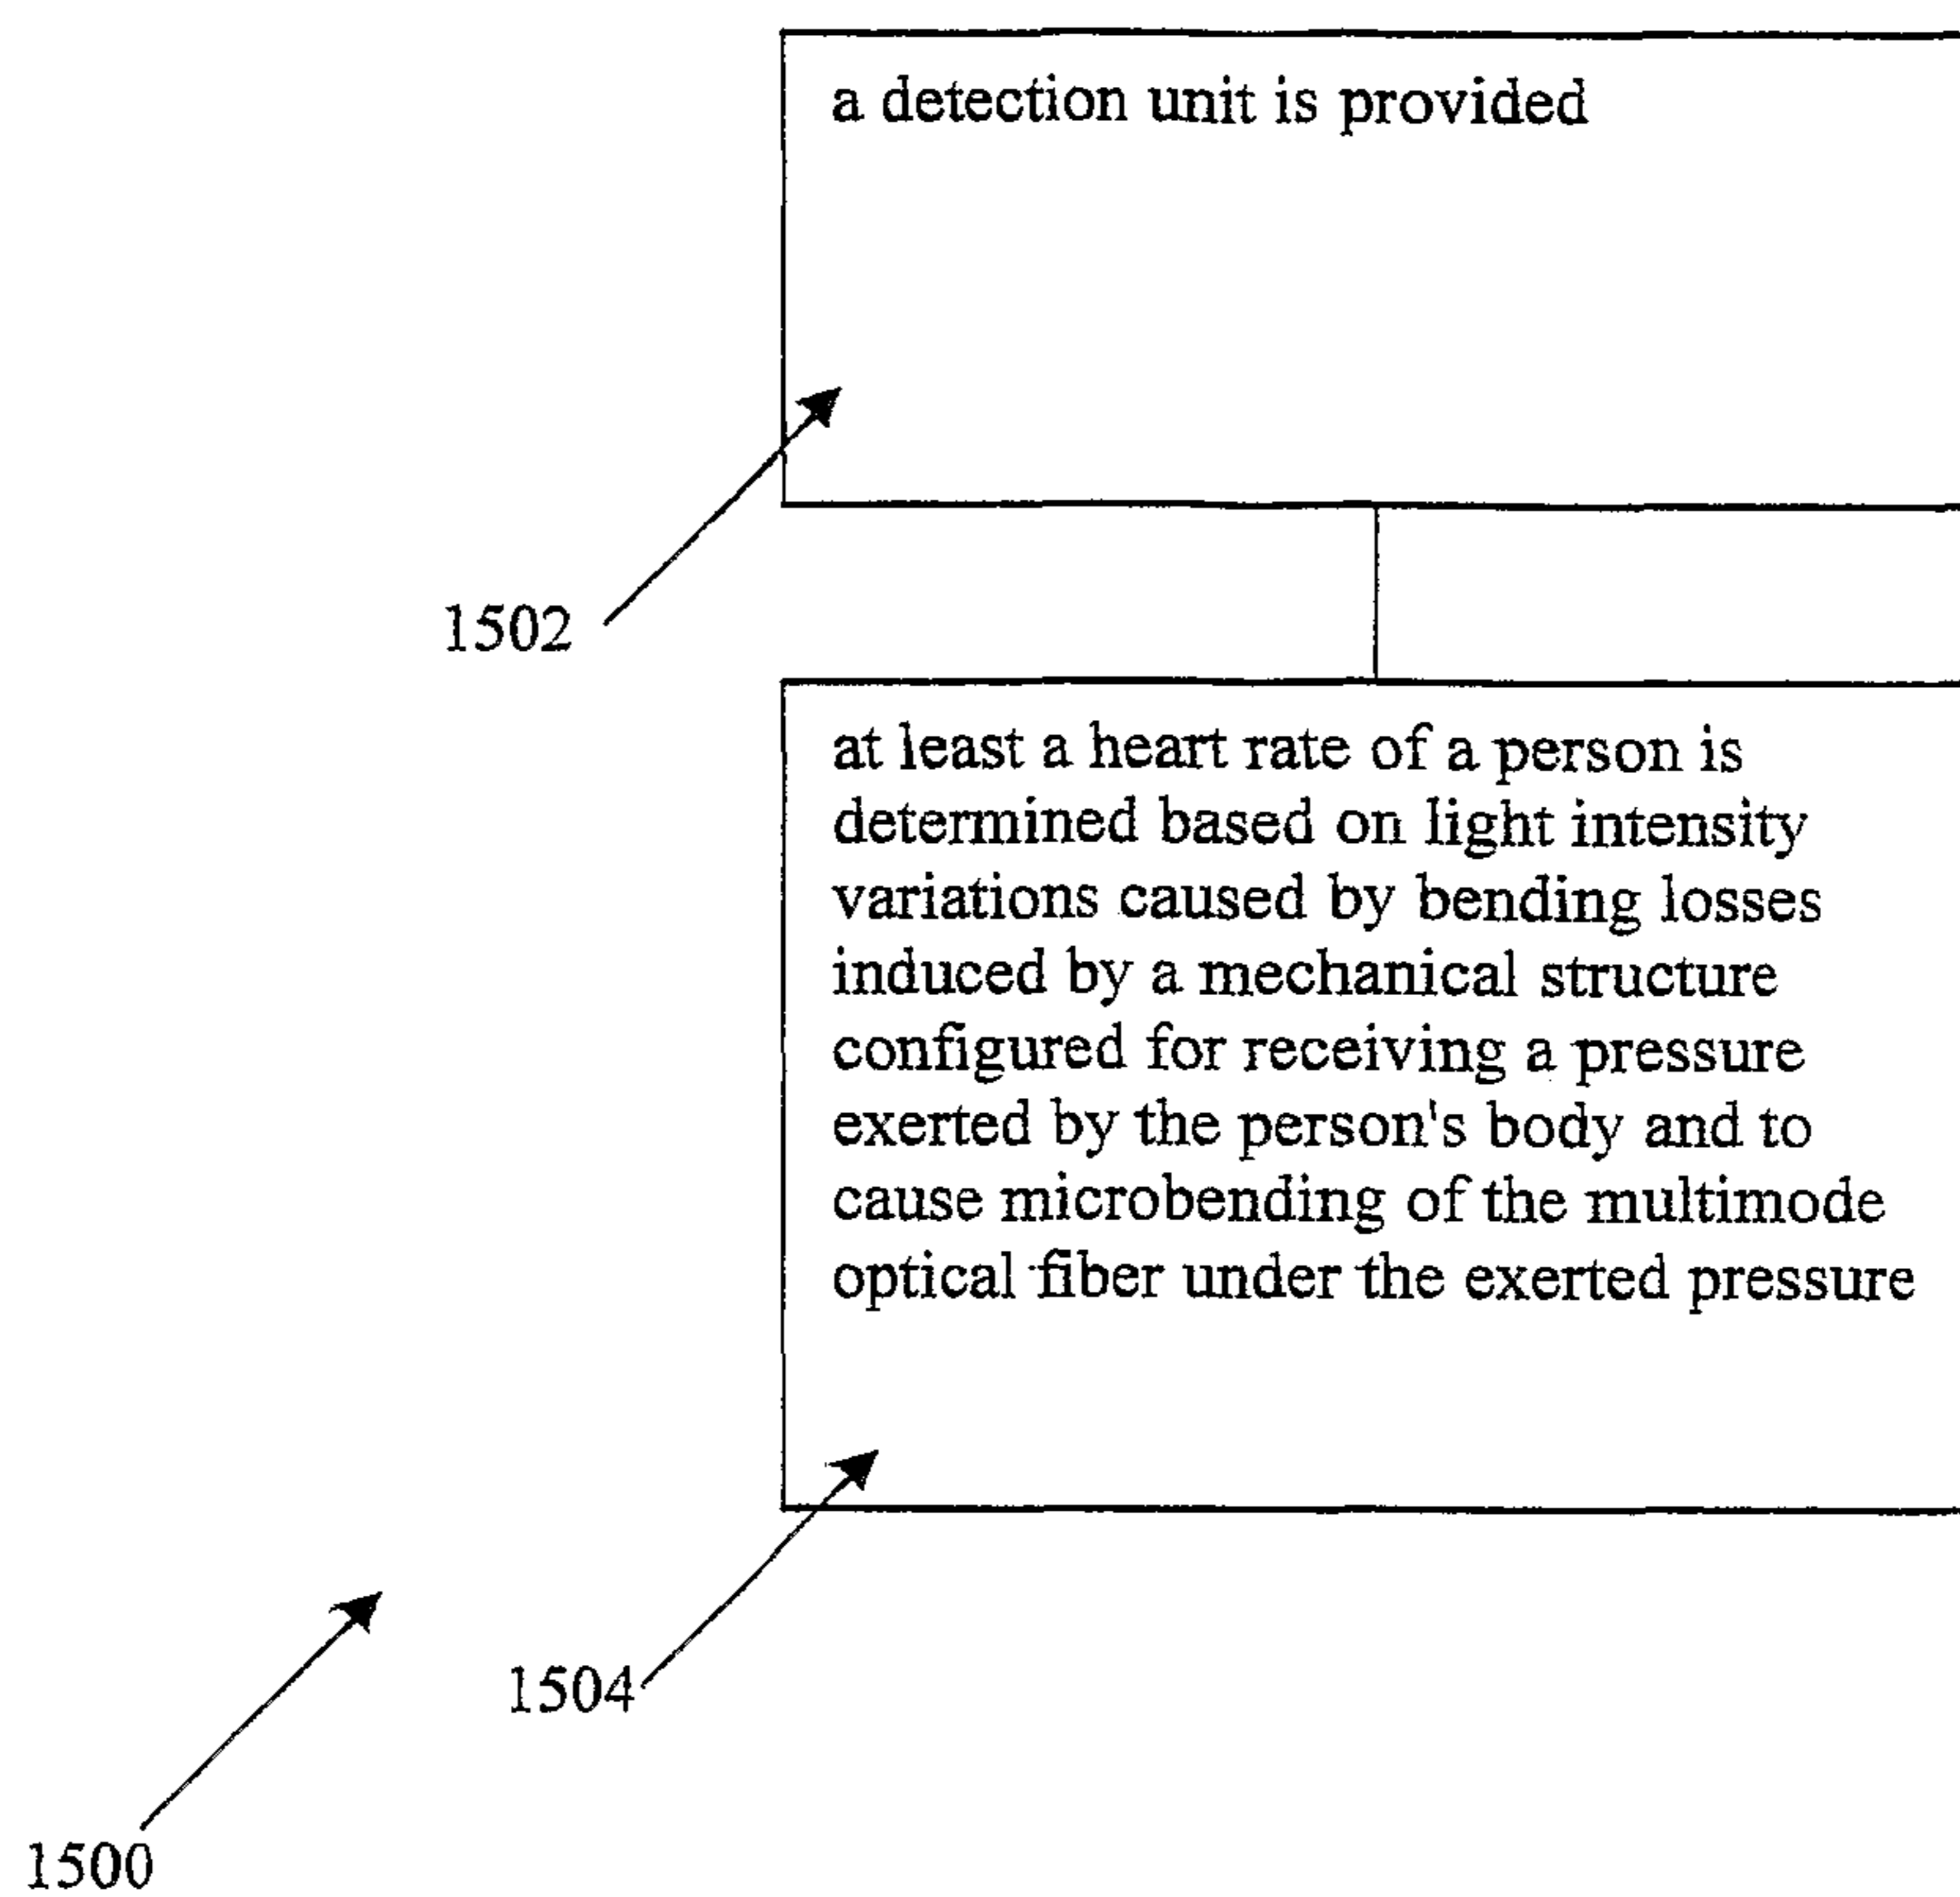 a detection unit is provided
1502
at least a heart rate of a person is
determined based on light intensity
variations caused by bending losses
induced by a mechanical structure
configured for receiving a pressure
exerted by the person's body and to
cause microbending of the multimode
optical fiber under the exerted pressure
1504
1500